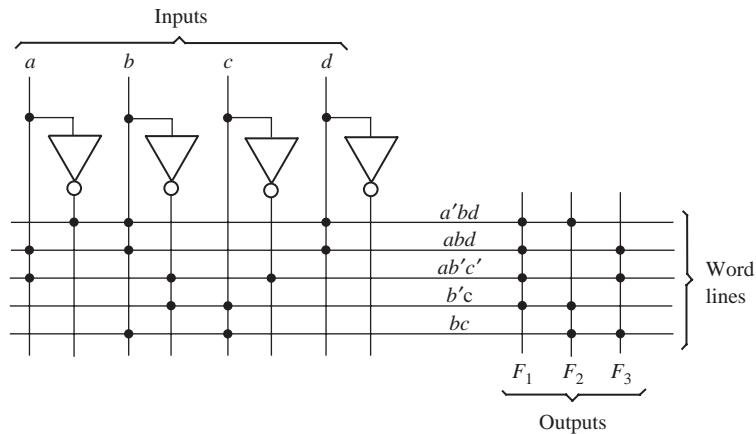 Inputs
a b c d
a′bd
abd
ab′c′
b′c
bc
Word
lines
F1 F2 F3
Outputs